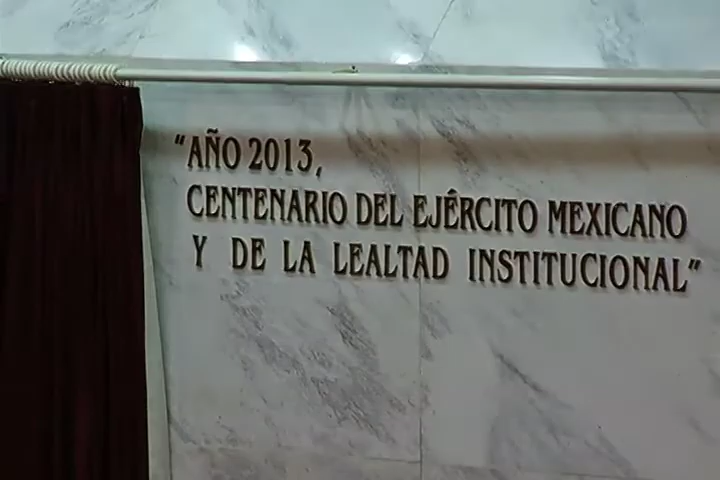 "AÑO 2013,
CENTENARIO DEL EJÉRCITO MEXICANO
Y DE LA LEALTAD INSTITUCIONAL"